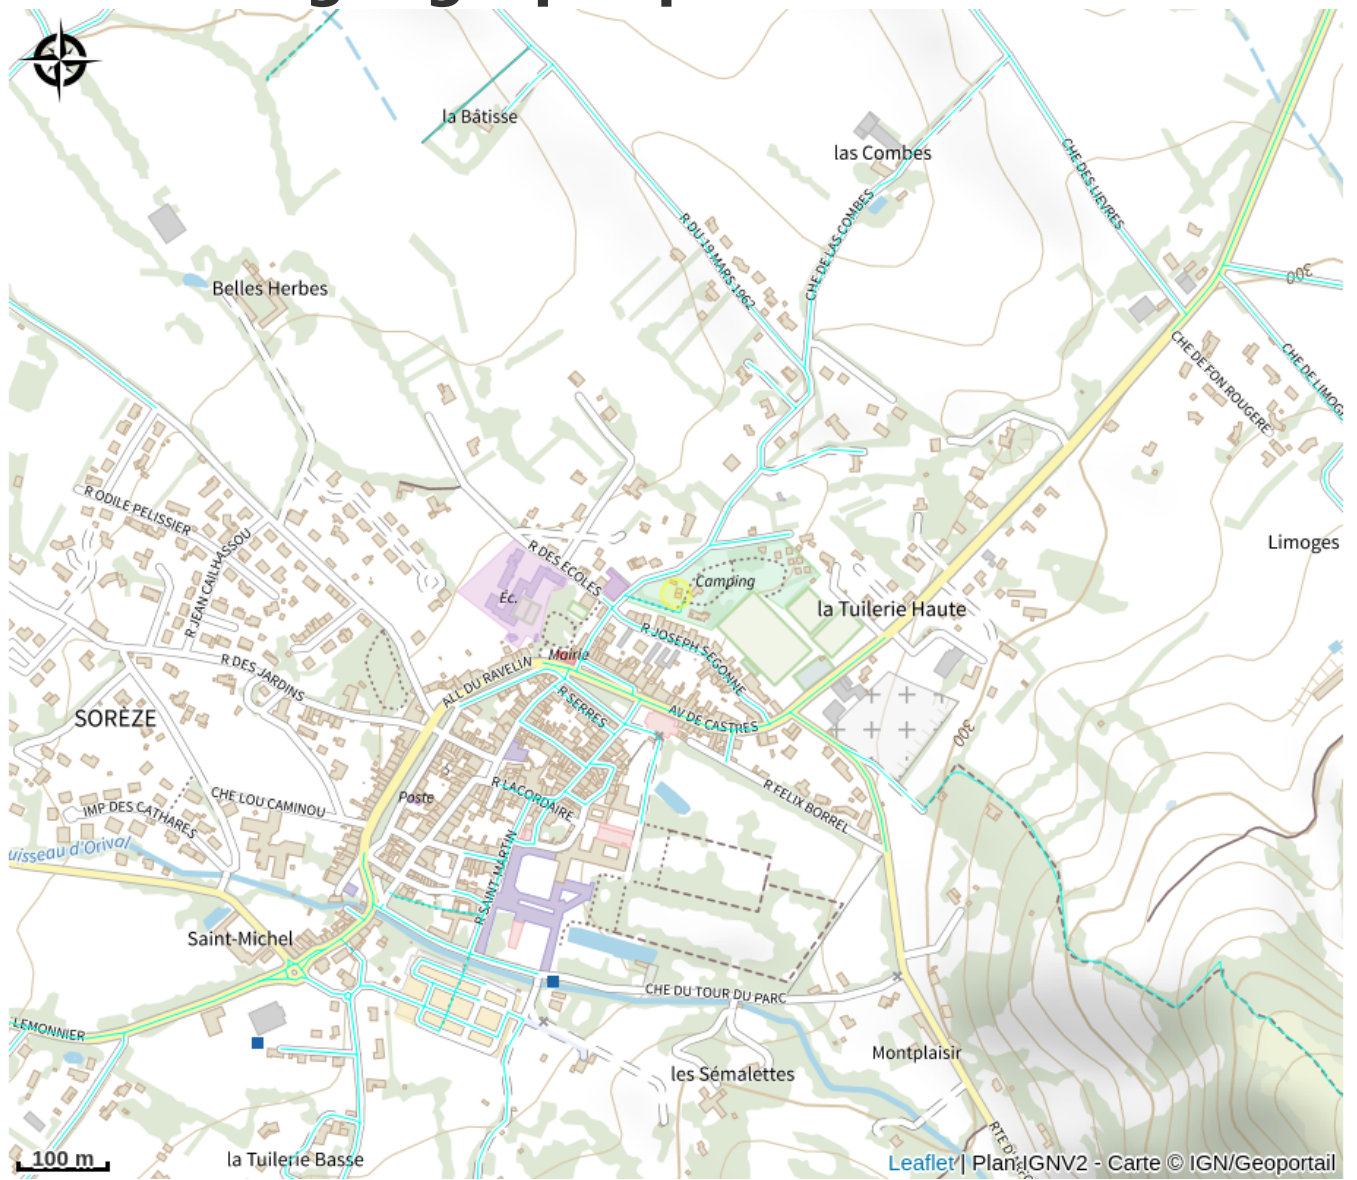 la Bâtisse
las Combes
CHE DES LIEVRES
R DU 19 MARS 1962
CHE DE LAS COMBES
Belles Herbes
300
CHE DE FON ROUGERE
CHE DE LIMOG
R ODILE PELISSIER
R JEAN CAILHASSOU
R DES ECOLES
Éc.
Camping
Limoges
la Tuilerie Haute
R JOSEPH SEGONNE
Mairie
R DES JARDINS
ALL DU RAVELIN
R SERRES
AV DE CASTRES
SORÈZE
300
R FELIX BORREL
R LACORDAIRE
Poste
CHE LOU CAMINOU
IMP DES CATHARES
uisseau d'Orival
R SAINT-MARTIN
Saint-Michel
CHE DU TOUR DU PARC
LEMONNIER
Montplaisir
les Sémalettes
la Tuilerie Basse
100 m
Leaflet | Plan IGNV2 - Carte © IGN/Geoportail